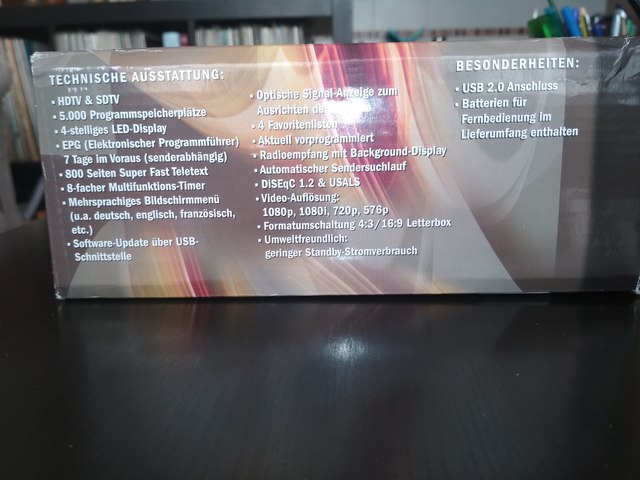 TECHNISCHE AUSSTATTUNG:
▪ HDTV & SDTV
▪ 5.000 Programmspeicherplätze
▪ 4-stelliges LED-Display
▪ EPG (Elektronischer Programmführer)
7 Tage im Voraus (senderabhängig)
▪ 800 Seiten Super Fast Teletext
▪ 8-facher Multifunktions-Timer
▪ Mehrsprachiges Bildschirmmenü
(u.a. deutsch, englisch, französisch,
etc.)
▪ Software-Update über USB-
Schnittstelle
▪ Optische Signal-Anzeige zum
Ausrichten der
▪ 4 Favoritenlisten
▪ Aktuell vorprogrammiert
▪ Radioempfang mit Background-Display
▪ Automatischer Sendersuchlauf
▪ DiSEqC 1.2 & USALS
▪ Video-Auflösung:
1080p, 1080i, 720p, 576p
▪ Formatumschaltung 4:3/16:9 Letterbox
▪ Umweltfreundlich:
geringer Standby-Stromverbrauch
BESONDERHEITEN:
▪ USB 2.0 Anschluss
▪ Batterien für
Fernbedienung im
Lieferumfang enthalten